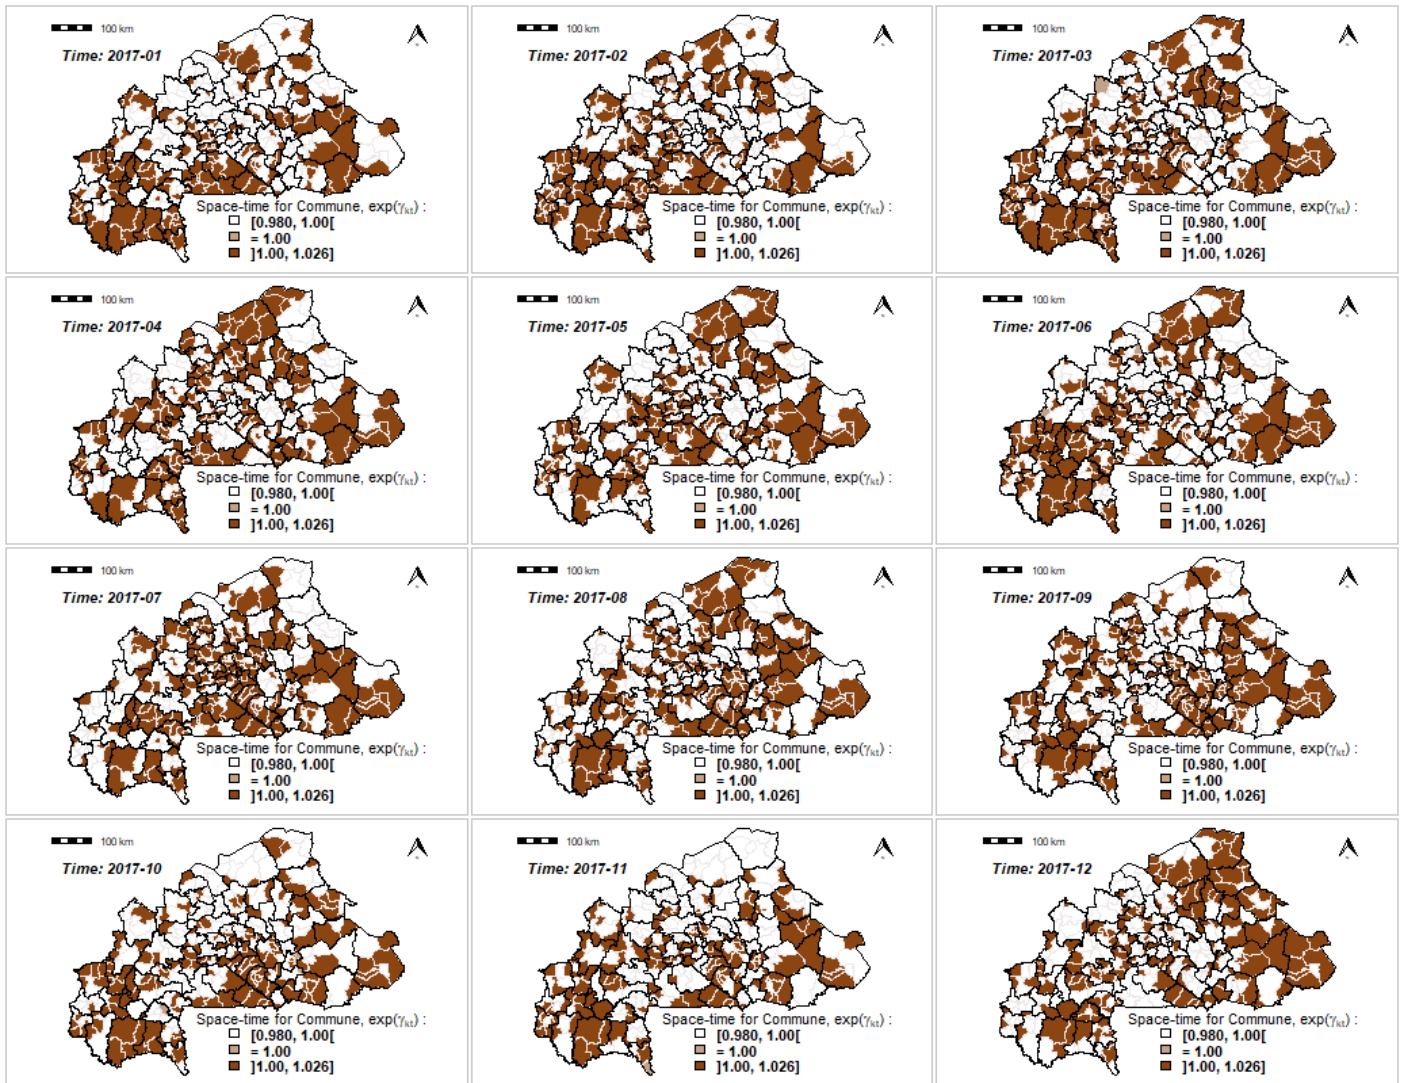 100 km
Time: 2017-01
Space-time for Commune, exp(γkt) :
[0.980, 1.00[
= 1.00
]1.00, 1.026]
100 km
Time: 2017-02
Space-time for Commune, exp(γkt) :
[0.980, 1.00[
= 1.00
]1.00, 1.026]
100 km
Time: 2017-03
Space-time for Commune, exp(γkt) :
[0.980, 1.00[
= 1.00
]1.00, 1.026]
100 km
Time: 2017-04
Space-time for Commune, exp(γkt) :
[0.980, 1.00[
= 1.00
]1.00, 1.026]
100 km
Time: 2017-05
Space-time for Commune, exp(γkt) :
[0.980, 1.00[
= 1.00
]1.00, 1.026]
100 km
Time: 2017-06
Space-time for Commune, exp(γkt) :
[0.980, 1.00[
= 1.00
]1.00, 1.026]
100 km
Time: 2017-07
Space-time for Commune, exp(γkt) :
[0.980, 1.00[
= 1.00
]1.00, 1.026]
100 km
Time: 2017-08
Space-time for Commune, exp(γkt) :
[0.980, 1.00[
= 1.00
]1.00, 1.026]
100 km
Time: 2017-09
Space-time for Commune, exp(γkt) :
[0.980, 1.00[
= 1.00
]1.00, 1.026]
100 km
Time: 2017-10
Space-time for Commune, exp(γkt) :
[0.980, 1.00[
= 1.00
]1.00, 1.026]
100 km
Time: 2017-11
Space-time for Commune, exp(γkt) :
[0.980, 1.00[
= 1.00
]1.00, 1.026]
100 km
Time: 2017-12
Space-time for Commune, exp(γkt) :
[0.980, 1.00[
= 1.00
]1.00, 1.026]